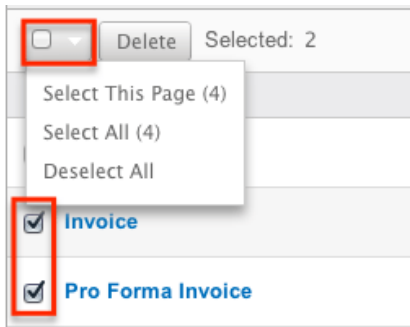 Delete Selected: 2
Select This Page (4)
Select All (4)
Deselect All
Invoice
Pro Forma Invoice